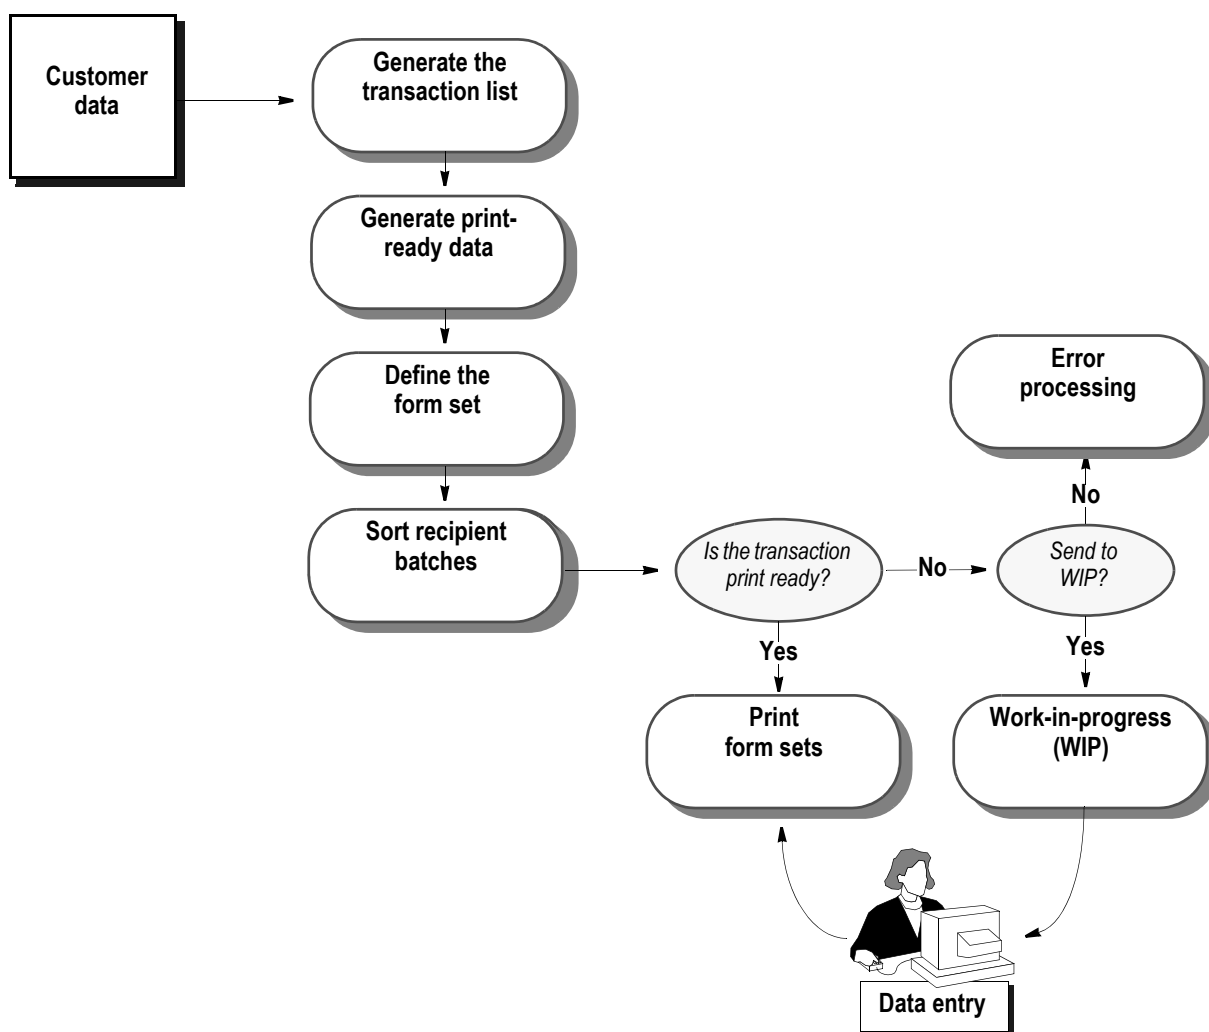 Customer
data
Generate the
transaction list
Generate print-
ready data
Define the
form set
Sort recipient
batches
Is the transaction
print ready?
No
Send to
WIP?
No
Error
processing
Yes
Print
form sets
Yes
Work-in-progress
(WIP)
Data entry